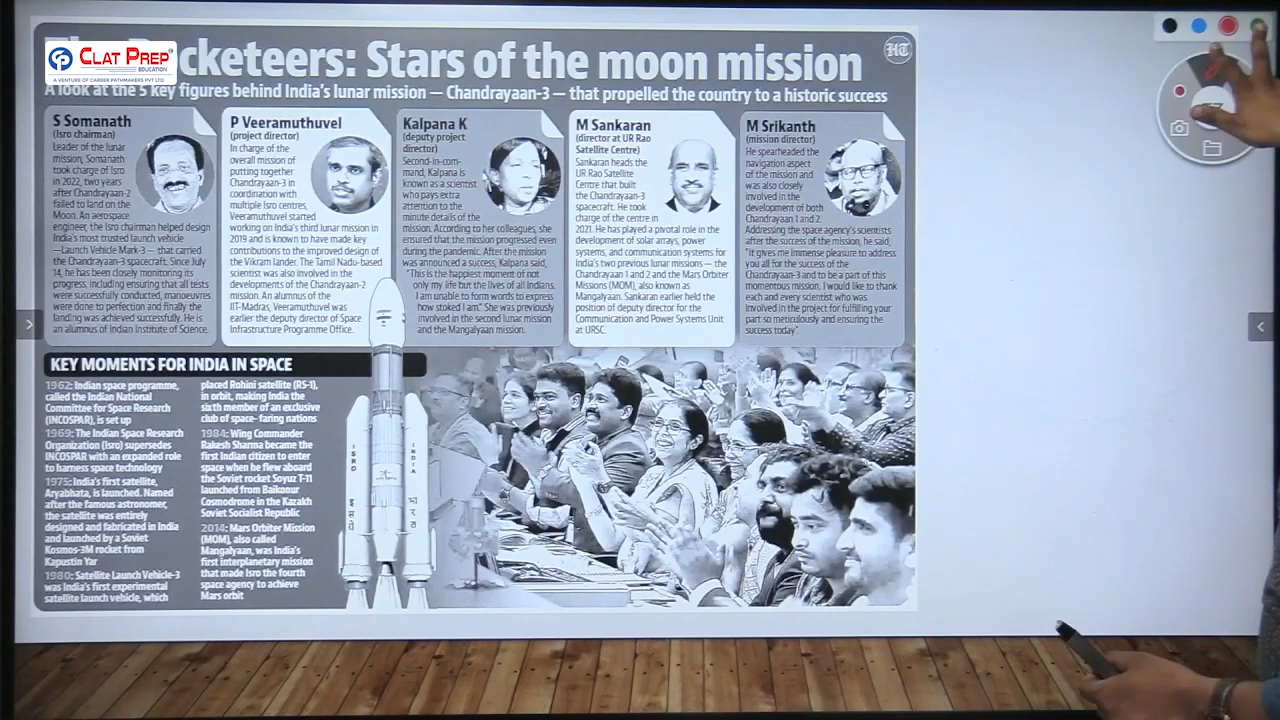 CLAT PREP
EDUCATION
A VENTURE OF CAREER PATHMAKERS PVT LTD
cketeers: Stars of the moon mission
HT
A look at the 5 key figures behind India's lunar mission — Chandrayaan-3 — that propelled the country to a historic success
S Somanath
(Isro chairman)
Leader of the lunar
mission, Somanath
took charge of Isro
in 2022, two years
after Chandrayaan-2
failed to land on the
Moon. An aerospace
engineer, the Isro chairman helped design
India's most trusted launch vehicle
—Launch Vehicle Mark-3 — that carried
the Chandrayaan-3 spacecraft. Since July
14, he has been closely monitoring its
progress, including ensuring that all tests
were successfully conducted, manoeuvres
were done to perfection and finally the
landing was achieved successfully. He is
an alumnus of Indian Institute of Science.
P Veeramuthuvel
(project director)
In charge of the
overall mission of
putting together
Chandrayaan-3 in
coordination with
multiple Isro centres,
Veeramuthuvel started
working on India's third lunar mission in
2019 and is known to have made key
contributions to the improved design of
the Vikram lander. The Tamil Nadu-based
scientist was also involved in the
developments of the Chandrayaan-2
mission. An alumnus of the
IIT-Madras, Veeramuthuvel was
earlier the deputy director of Space
Infrastructure Programme Office.
Kalpana K
(deputy project
director)
Second-in-com-
mand, Kalpana is
known as a scientist
who pays extra
attention to the
minute details of the
mission. According to her colleagues, she
ensured that the mission progressed even
during the pandemic. After the mission
was announced a success, Kalpana said,
"This is the happiest moment of not
only my life but the lives of all Indians.
I am unable to form words to express
how stoked I am." She was previously
involved in the second lunar mission
and the Mangalyaan mission.
M Sankaran
(director at UR Rao
Satellite Centre)
Sankaran heads the
UR Rao Satellite
Centre that built
the Chandrayaan-3
spacecraft. He took
charge of the centre in
2021. He has played a pivotal role in the
development of solar arrays, power
systems, and communication systems for
India's two previous lunar missions — the
Chandrayaan 1 and 2 and the Mars Orbiter
Missions (MOM), also known as
Mangalyaan. Sankaran earlier held the
position of deputy director for the
Communication and Power Systems Unit
at URSC.
M Srikanth
(mission director)
He spearheaded the
navigation aspect
of the mission and
was also closely
involved in the
development of both
Chandrayaan 1 and 2.
Addressing the space agency's scientists
after the success of the mission, he said,
"It gives me immense pleasure to address
you all for the success of the
Chandrayaan-3 and to be a part of this
momentous mission. I would like to thank
each and every scientist who was
involved in the project for fulfilling your
part so meticulously and ensuring the
success today".
KEY MOMENTS FOR INDIA IN SPACE
1962: Indian space programme,
called the Indian National
Committee for Space Research
(INCOSPAR), is set up
1969: The Indian Space Research
Organization (Isro) supersedes
INCOSPAR with an expanded role
to harness space technology
1975: India's first satellite,
Aryabhata, is launched. Named
after the famous astronomer,
the satellite was entirely
designed and fabricated in India
and launched by a Soviet
Kosmos-3M rocket from
Kapustin Yar
1980: Satellite Launch Vehicle-3
was India's first experimental
satellite launch vehicle, which
placed Rohini satellite (RS-1),
in orbit, making India the
sixth member of an exclusive
club of space- faring nations
1984: Wing Commander
Rakesh Sharma became the
first Indian citizen to enter
space when he flew aboard
the Soviet rocket Soyuz T-11
launched from Baikonur
Cosmodrome in the Kazakh
Soviet Socialist Republic
2014: Mars Orbiter Mission
(MOM), also called
Mangalyaan, was India's
first interplanetary mission
that made Isro the fourth
space agency to achieve
Mars orbit
ISRO
इसरो
INDIA
भारत